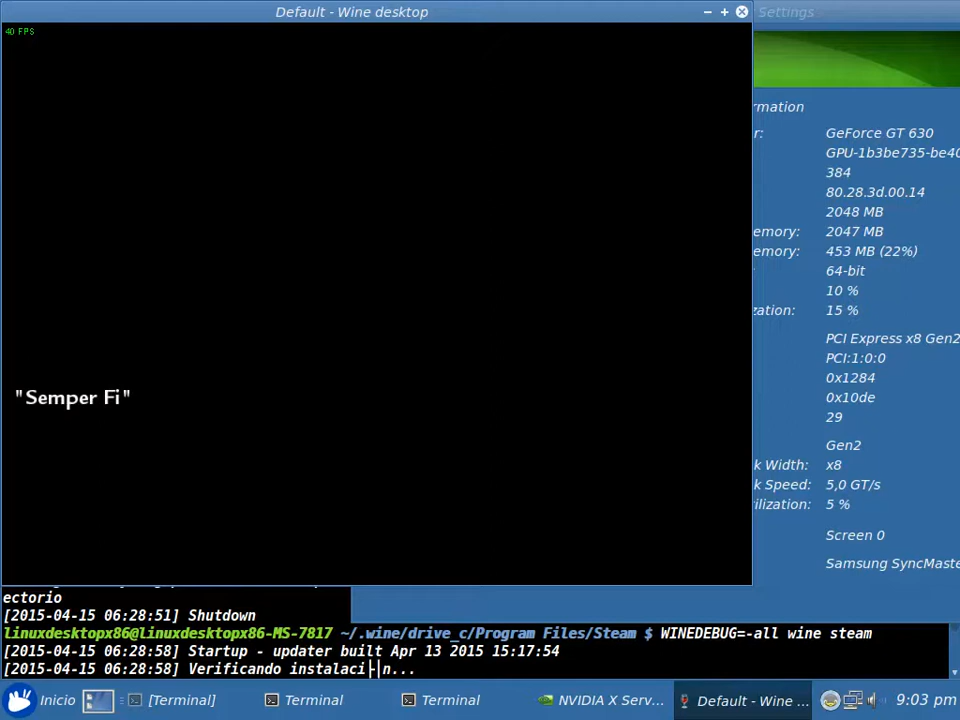 Default - Wine desktop
Settings
40 FPS
"Semper Fi"
rmation
r: GeForce GT 630
GPU-1b3be735-be40
384
80.28.3d.00.14
2048 MB
emory: 2047 MB
emory: 453 MB (22%)
64-bit
10 %
zation: 15 %
PCI Express x8 Gen2
PCI:1:0:0
0x1284
0x10de
29
Gen2
k Width: x8
k Speed: 5,0 GT/s
ilization: 5 %
Screen 0
Samsung SyncMaste
ectorio
[2015-04-15 06:28:51] Shutdown
linuxdesktopx86@linuxdesktopx86-MS-7817 ~/.wine/drive_c/Program Files/Steam $ WINEDEBUG=-all wine steam
[2015-04-15 06:28:58] Startup - updater built Apr 13 2015 15:17:54
[2015-04-15 06:28:58] Verificando instalaci├│n...
Inicio [Terminal] Terminal Terminal NVIDIA X Serv... Default - Wine ... 9:03 pm